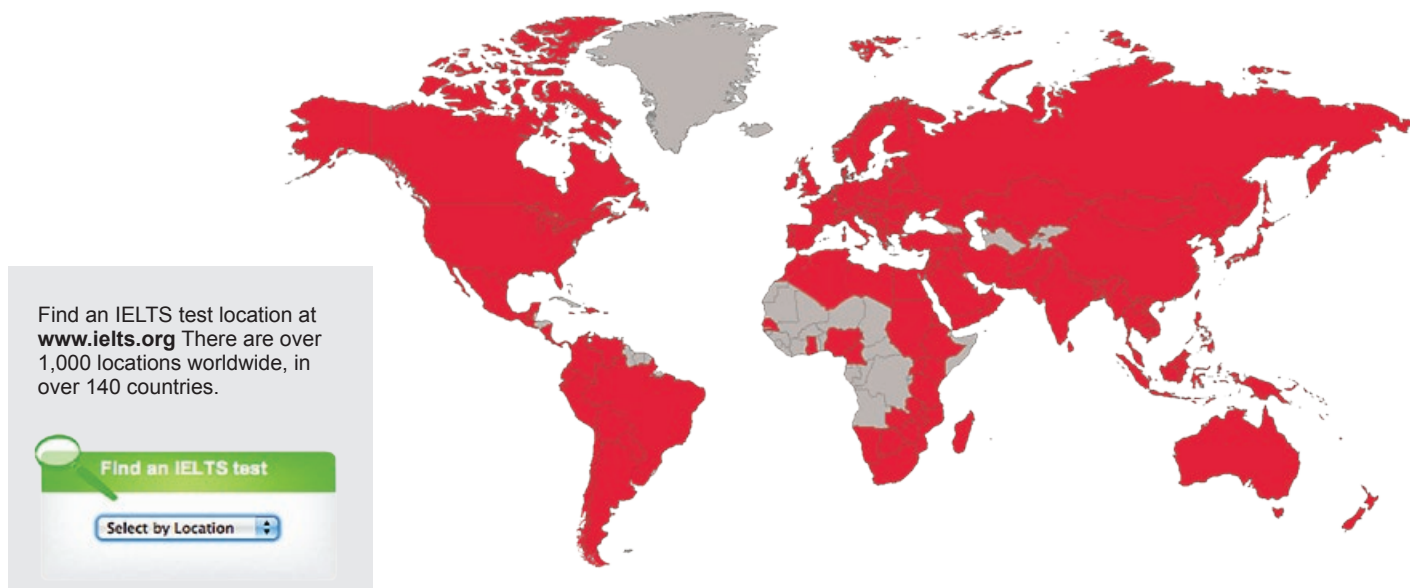 Find an IELTS test location at
www.ielts.org There are over
1,000 locations worldwide, in
over 140 countries.
Find an IELTS test
Select by Location